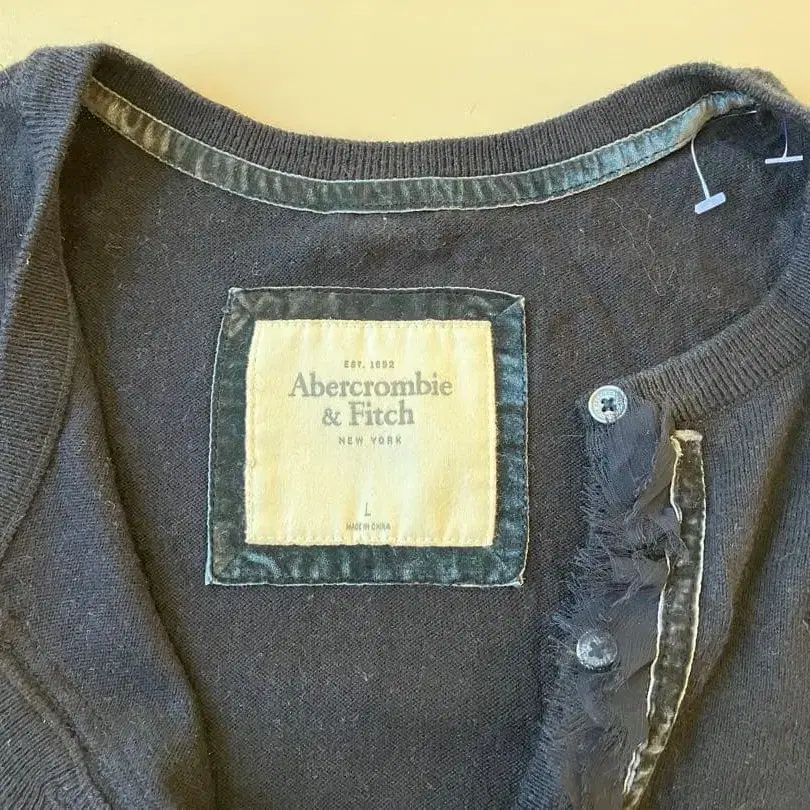 EST. 1892
Abercrombie
& Fitch
NEW YORK
L
MADE IN CHINA